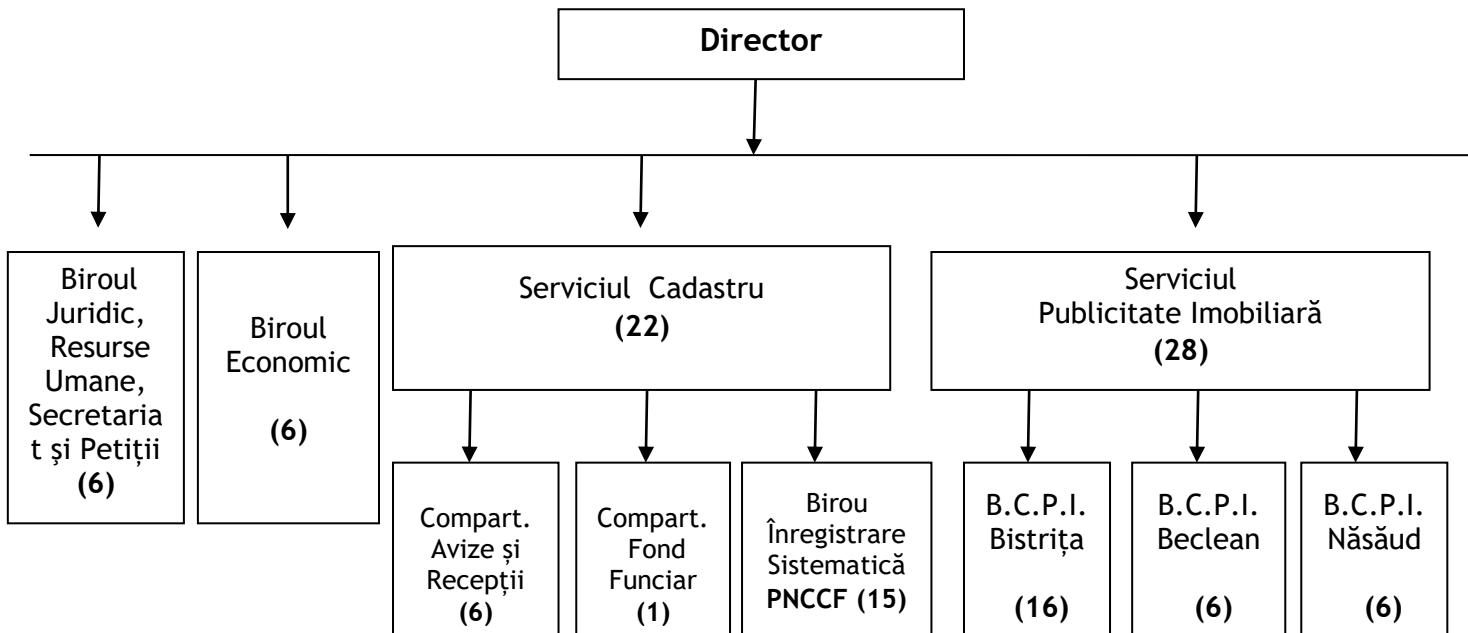 Director
Biroul
Juridic,
Resurse
Umane,
Secretaria
t şi Petiții
(6)
Biroul
Economic
(6)
Serviciul Cadastru
(22)
Serviciul
Publicitate Imobiliară
(28)
Compart.
Avize și
Recepții
(6)
Compart.
Fond
Funciar
(1)
Birou
Înregistrare
Sistematică
PNCCF (15)
B.C.P.I.
Bistrița
(16)
B.C.P.I.
Beclean
(6)
B.C.P.I.
Năsăud
(6)